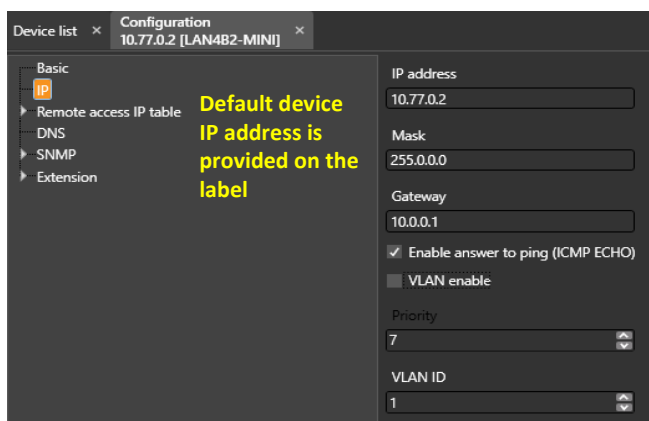 Device list ×
Configuration
10.77.0.2 [LAN4B2-MINI] ×
Basic
IP
Remote access IP table
DNS
SNMP
Extension
Default device
IP address is
provided on the
label
IP address
10.77.0.2
Mask
255.0.0.0
Gateway
10.0.0.1
Enable answer to ping (ICMP ECHO)
VLAN enable
Priority
7
VLAN ID
1